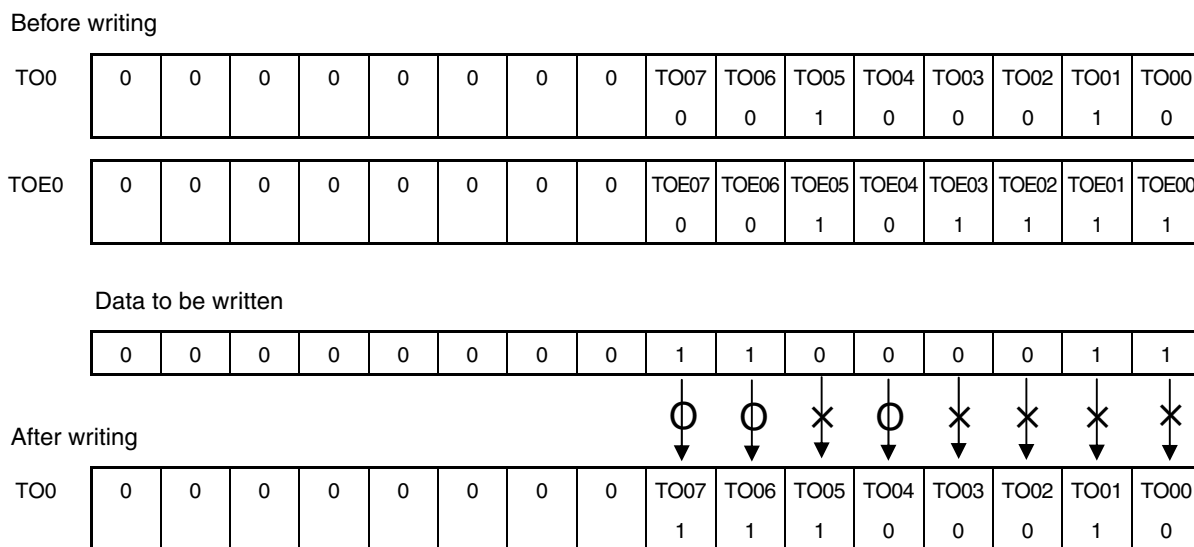 Before writing
TO0 0 0 0 0 0 0 0 0 TO07 TO06 TO05 TO04 TO03 TO02 TO01 TO00
0 0 1 0 0 0 1 0
TOE0 0 0 0 0 0 0 0 0 TOE07 TOE06 TOE05 TOE04 TOE03 TOE02 TOE01 TOE00
0 0 1 0 1 1 1 1
Data to be written
0 0 0 0 0 0 0 0 1 1 0 0 0 0 1 1
O O × O × × × ×
After writing
TO0 0 0 0 0 0 0 0 0 TO07 TO06 TO05 TO04 TO03 TO02 TO01 TO00
1 1 1 0 0 0 1 0